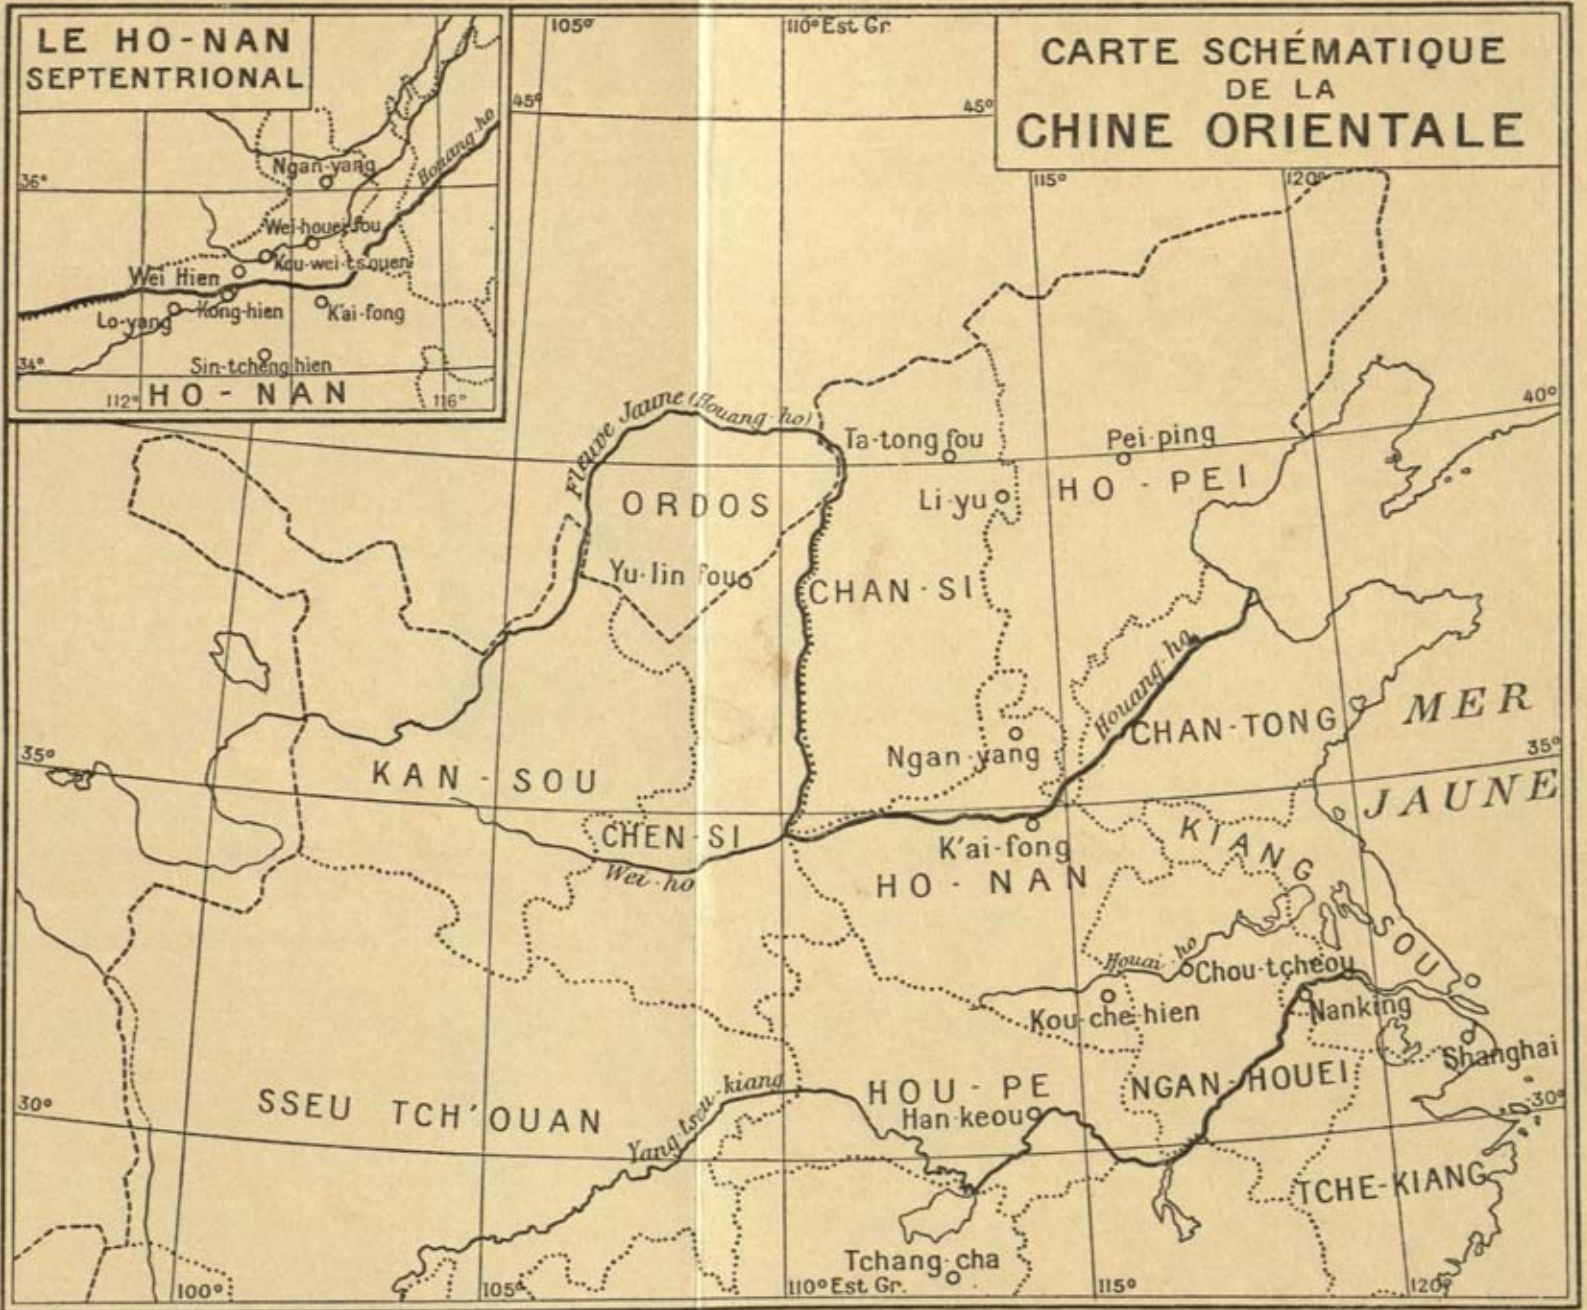 LE HO-NAN
SEPTENTRIONAL
36°
34°
112°
116°
Ngan-yang
Houang-ho
Wei-houei-fou
Kou-wei-tsouen
Wei Hien
Kong-hien
Lo-yang
K'ai-fong
Sin-tcheng hien
HO-NAN
CARTE SCHÉMATIQUE
DE LA
CHINE ORIENTALE
105°
110° Est Gr.
45°
45°
115°
120°
40°
Fleuve Jaune (Houang-ho)
Ta-tong fou
Pei-ping
ORDOS
Li-yu
HO-PEI
Yu-lin fou
CHAN-SI
Houang-ho
CHAN-TONG
MER
JAUNE
Ngan-yang
35°
35°
KAN-SOU
CHEN-SI
Wei-ho
K'ai-fong
HO-NAN
KIANG
SOU
Houai-ho
Chou-tcheou
Kou-che-hien
Nanking
Shanghai
SSEU TCH'OUAN
Yang-tseu-kiang
HOU-PE
Han-keou
NGAN-HOUEI
30°
30°
TCHE-KIANG
Tchang-cha
100°
105°
110° Est Gr.
115°
120°